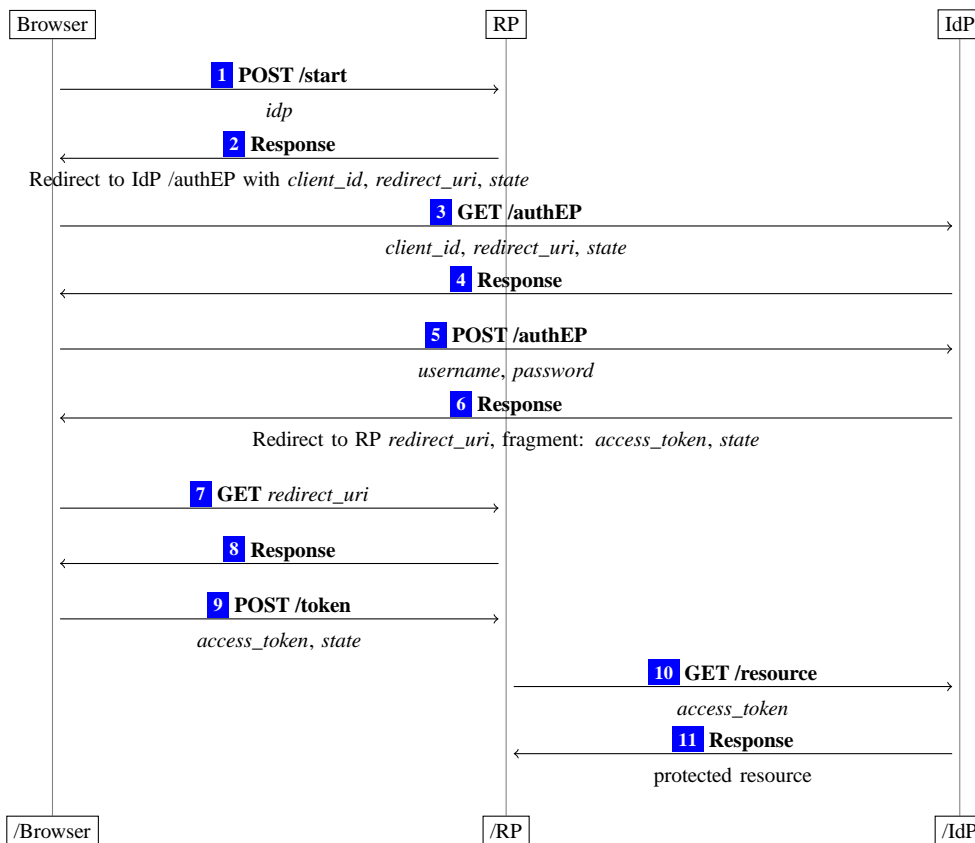 Browser RP IdP
1 POST /start
idp
2 Response
Redirect to IdP /authEP with client_id, redirect_uri, state
3 GET /authEP
client_id, redirect_uri, state
4 Response
5 POST /authEP
username, password
6 Response
Redirect to RP redirect_uri, fragment: access_token, state
7 GET redirect_uri
8 Response
9 POST /token
access_token, state
10 GET /resource
access_token
11 Response
protected resource
/Browser /RP /IdP